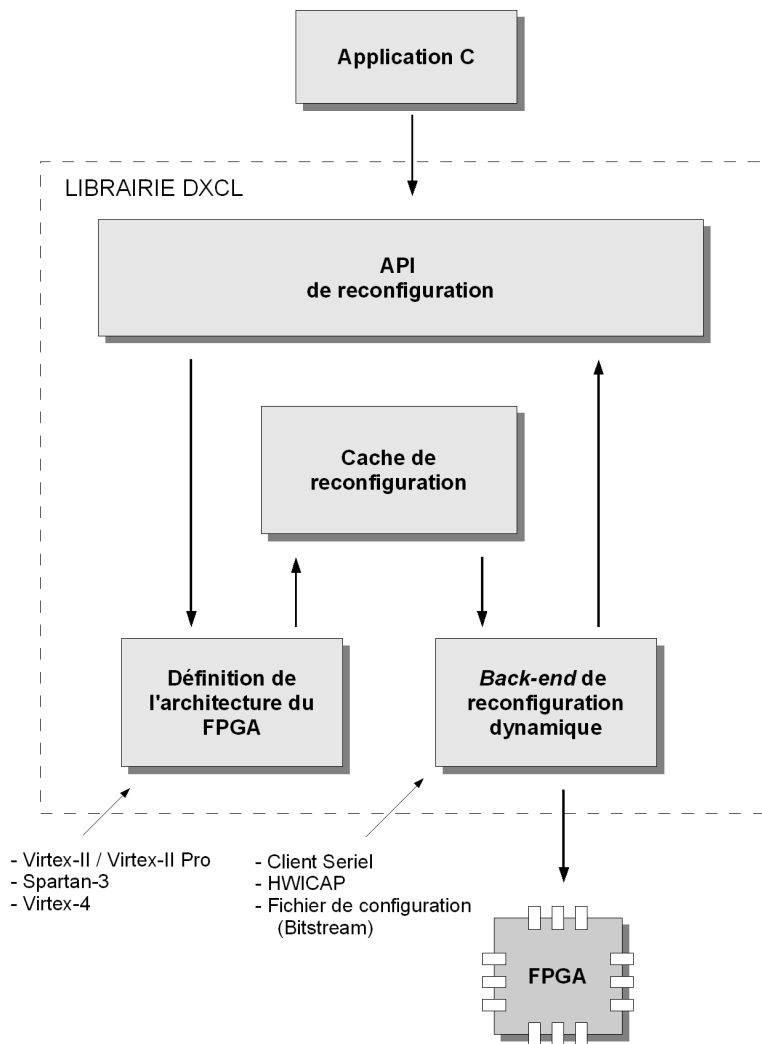 Application C
LIBRAIRIE DXCL
API
de reconfiguration
Cache de
reconfiguration
Définition de
l'architecture du
FPGA
Back-end de
reconfiguration
dynamique
- Virtex-II / Virtex-II Pro
- Spartan-3
- Virtex-4
- Client Seriel
- HWICAP
- Fichier de configuration
(Bitstream)
FPGA